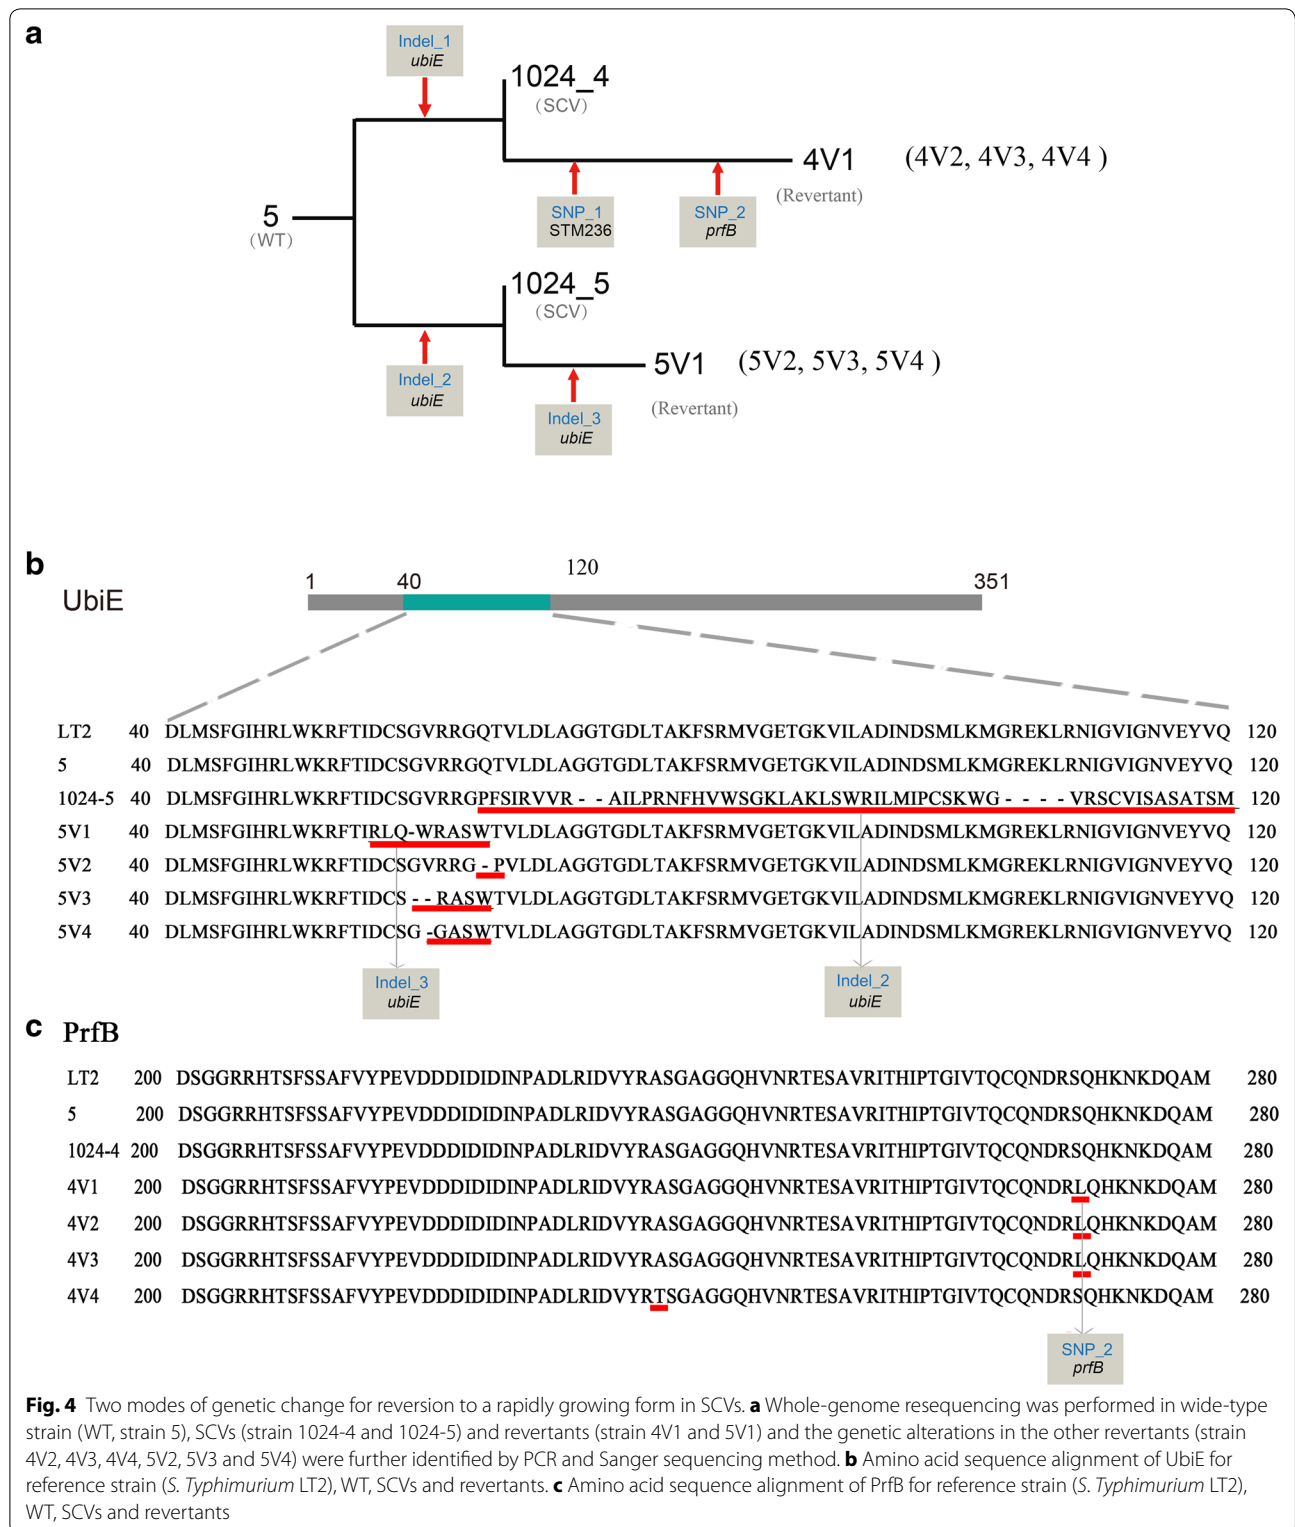 a
Indel_1
ubiE
1024_4
(SCV)
4V1 (4V2, 4V3, 4V4 )
(Revertant)
SNP_1
STM236
SNP_2
prfB
5
(WT)
1024_5
(SCV)
5V1 (5V2, 5V3, 5V4 )
(Revertant)
Indel_2
ubiE
Indel_3
ubiE
b
UbiE
1 40 120 351
LT2 40 DLMSFGIHRLWKRFTIDCSGVRRGQTVLDLAGGTGDLTAKFSRMVGETGKVILADINDSMLKMGREKLRNIGVIGNVEYVQ 120
5 40 DLMSFGIHRLWKRFTIDCSGVRRGQTVLDLAGGTGDLTAKFSRMVGETGKVILADINDSMLKMGREKLRNIGVIGNVEYVQ 120
1024-5 40 DLMSFGIHRLWKRFTIDCSGVRRGPFSIRVVR - - AILPRNFHVWSGKLAKLSWRILMIPCSKWG - - - - VRSCVISASATSM 120
5V1 40 DLMSFGIHRLWKRFTIRLQ-WRASWTVLDLAGGTGDLTAKFSRMVGETGKVILADINDSMLKMGREKLRNIGVIGNVEYVQ 120
5V2 40 DLMSFGIHRLWKRFTIDCSGVRRG - PVLDLAGGTGDLTAKFSRMVGETGKVILADINDSMLKMGREKLRNIGVIGNVEYVQ 120
5V3 40 DLMSFGIHRLWKRFTIDCS - - RASWTVLDLAGGTGDLTAKFSRMVGETGKVILADINDSMLKMGREKLRNIGVIGNVEYVQ 120
5V4 40 DLMSFGIHRLWKRFTIDCSG -GASWTVLDLAGGTGDLTAKFSRMVGETGKVILADINDSMLKMGREKLRNIGVIGNVEYVQ 120
Indel_3
ubiE
Indel_2
ubiE
c PrfB
LT2 200 DSGGRRHTSFSSAFVYPEVDDDIDIDINPADLRIDVYRASGAGGQHVNRTESAVRITHIPTGIVTQCQNDRSQHKNKDQAM 280
5 200 DSGGRRHTSFSSAFVYPEVDDDIDIDINPADLRIDVYRASGAGGQHVNRTESAVRITHIPTGIVTQCQNDRSQHKNKDQAM 280
1024-4 200 DSGGRRHTSFSSAFVYPEVDDDIDIDINPADLRIDVYRASGAGGQHVNRTESAVRITHIPTGIVTQCQNDRSQHKNKDQAM 280
4V1 200 DSGGRRHTSFSSAFVYPEVDDDIDIDINPADLRIDVYRASGAGGQHVNRTESAVRITHIPTGIVTQCQNDRLQHKNKDQAM 280
4V2 200 DSGGRRHTSFSSAFVYPEVDDDIDIDINPADLRIDVYRASGAGGQHVNRTESAVRITHIPTGIVTQCQNDRLQHKNKDQAM 280
4V3 200 DSGGRRHTSFSSAFVYPEVDDDIDIDINPADLRIDVYRASGAGGQHVNRTESAVRITHIPTGIVTQCQNDRLQHKNKDQAM 280
4V4 200 DSGGRRHTSFSSAFVYPEVDDDIDIDINPADLRIDVYRTSGAGGQHVNRTESAVRITHIPTGIVTQCQNDRSQHKNKDQAM 280
SNP_2
prfB
Fig. 4 Two modes of genetic change for reversion to a rapidly growing form in SCVs. a Whole-genome resequencing was performed in wide-type
strain (WT, strain 5), SCVs (strain 1024-4 and 1024-5) and revertants (strain 4V1 and 5V1) and the genetic alterations in the other revertants (strain
4V2, 4V3, 4V4, 5V2, 5V3 and 5V4) were further identified by PCR and Sanger sequencing method. b Amino acid sequence alignment of UbiE for
reference strain (S. Typhimurium LT2), WT, SCVs and revertants. c Amino acid sequence alignment of PrfB for reference strain (S. Typhimurium LT2),
WT, SCVs and revertants